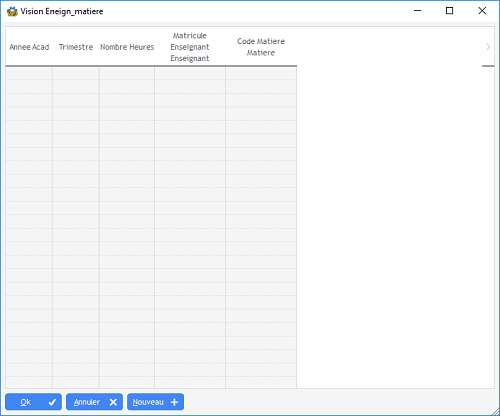 Vision Eneign_matiere
Annee Acad
Trimestre
Nombre Heures
Matricule
Enseignant
Enseignant
Code Matiere
Matiere
Ok
Annuler
Nouveau